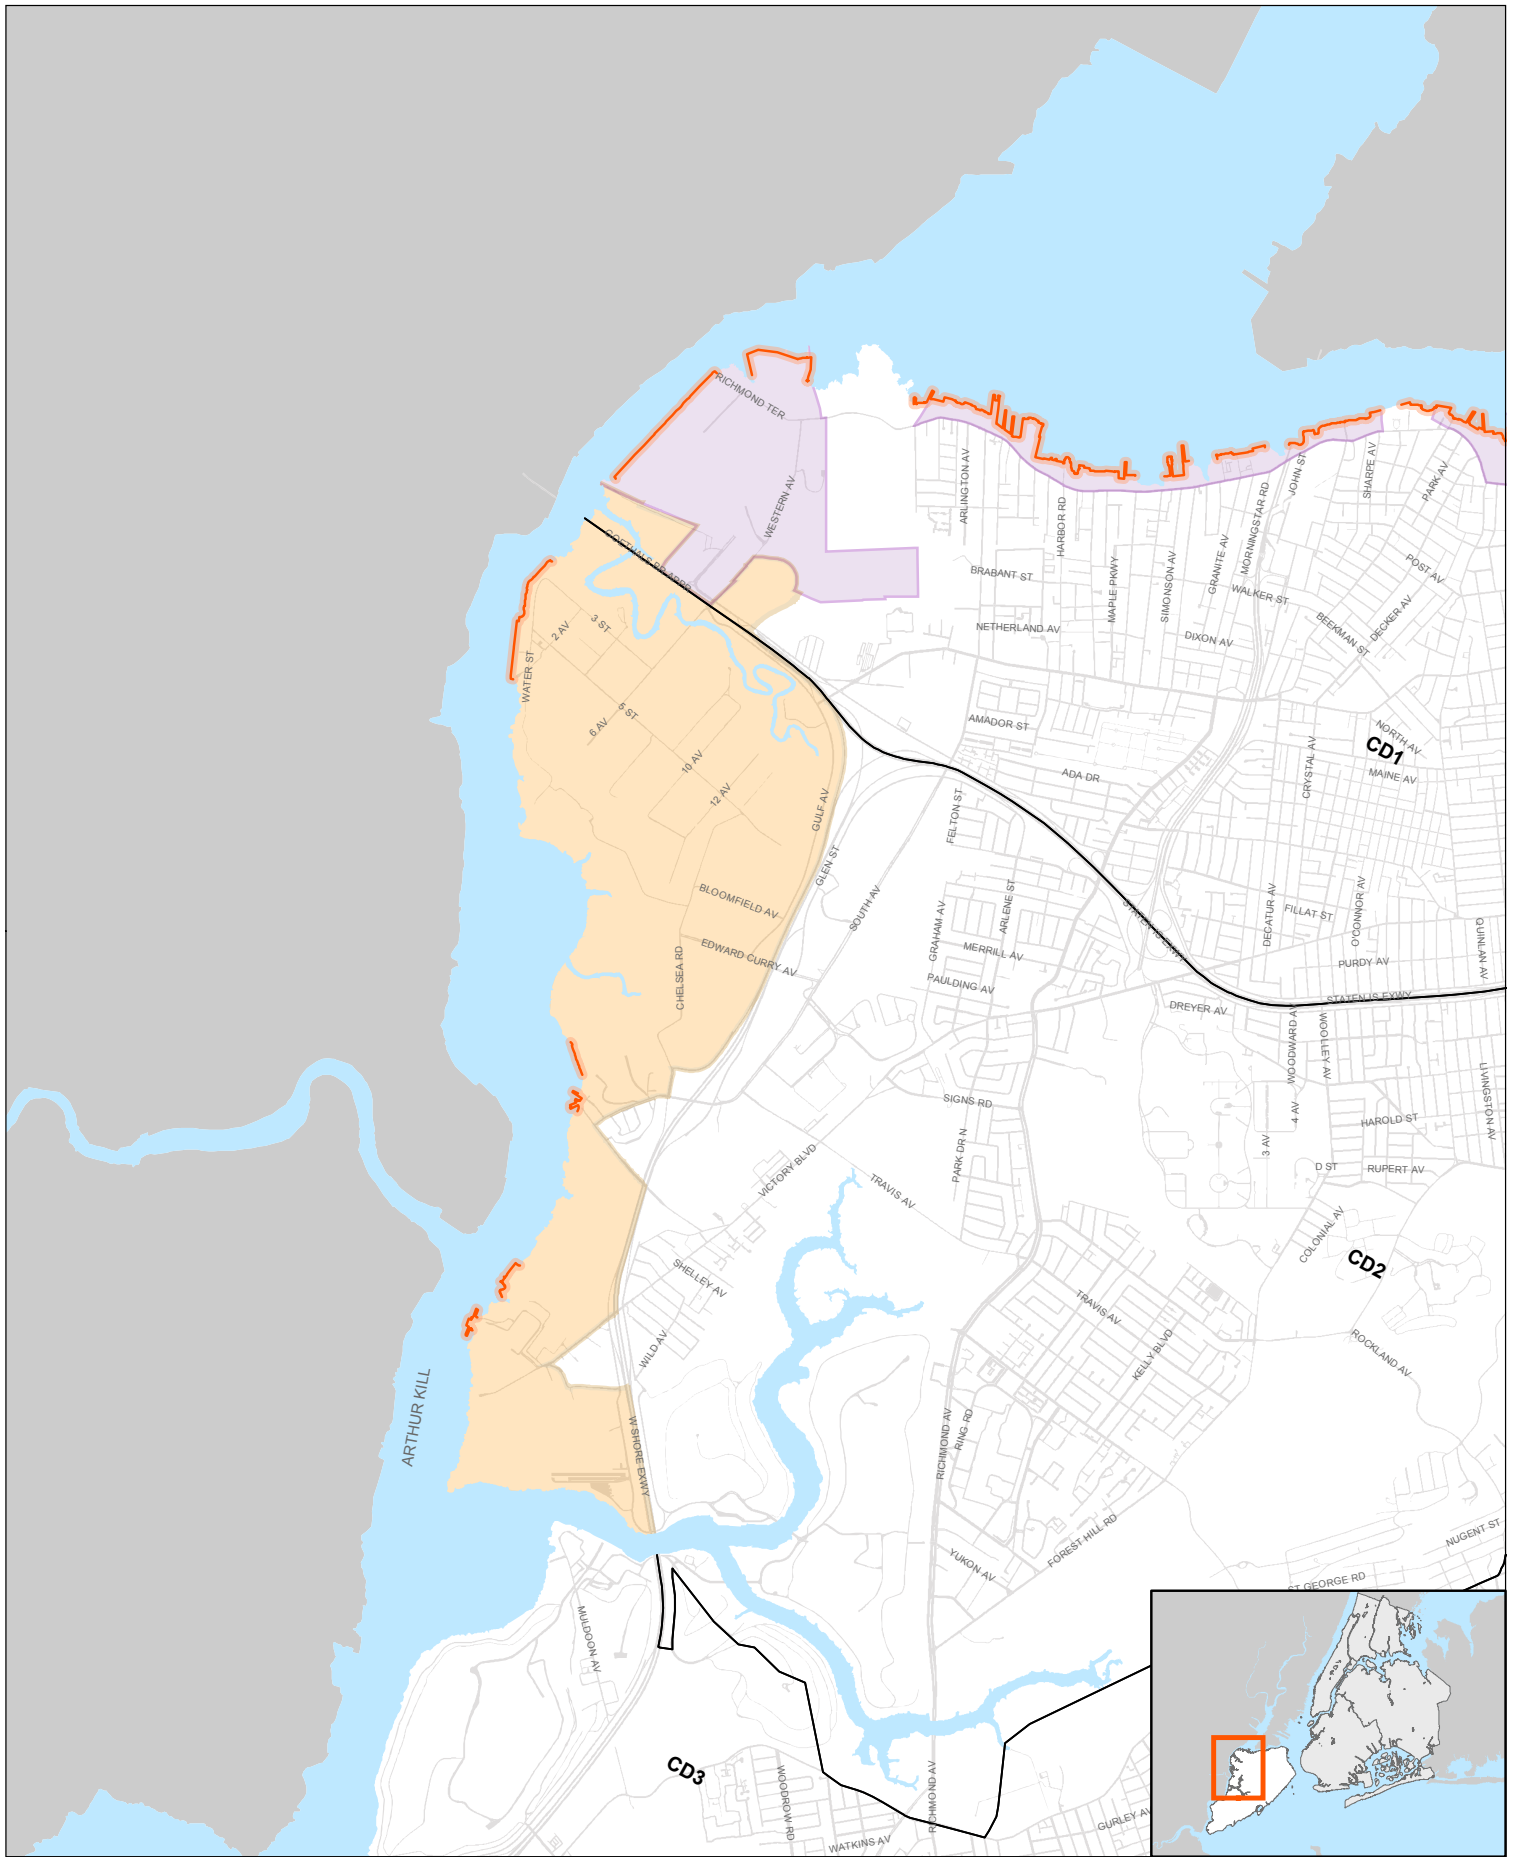 RICHMOND TER
WESTERN AV
GOETHALS BR APPR
ARLINGTON AV
HARBOR RD
BRABANT ST
MAPLE PKWY
SIMONSON AV
GRANITE AV
MORNINGSTAR RD
JOHN ST
SHARPE AV
PARK AV
WALKER ST
POST AV
DECKER AV
BEEKMAN ST
NETHERLAND AV
DIXON AV
3 ST
2 AV
WATER ST
5 ST
6 AV
10 AV
12 AV
GULF AV
AMADOR ST
ADA DR
NORTH AV
CD1
MAINE AV
CRYSTAL AV
FELTON ST
GLEN ST
BLOOMFIELD AV
SOUTH AV
EDWARD CURRY AV
CHELSEA RD
GRAHAM AV
ARLENE ST
MERRILL AV
PAULDING AV
STATEN IS EXWY
DECATUR AV
FILLAT ST
O'CONNOR AV
QUINLAN AV
PURDY AV
STATEN IS EXWY
DREYER AV
WOODWARD AV
WOOLLEY AV
LIVINGSTON AV
SIGNS RD
4 AV
3 AV
HAROLD ST
D ST
RUPERT AV
PARK DR N
VICTORY BLVD
TRAVIS AV
COLONIAL AV
CD2
SHELLEY AV
WILD AV
TRAVIS AV
KELLY BLVD
ROCKLAND AV
ARTHUR KILL
W SHORE EXWY
RICHMOND AV
RING RD
YUKON AV
FOREST HILL RD
NUGENT ST
ST GEORGE RD
MULDOON AV
CD3
WOODROW RD
WATKINS AV
RICHMOND AV
GURLEY AV